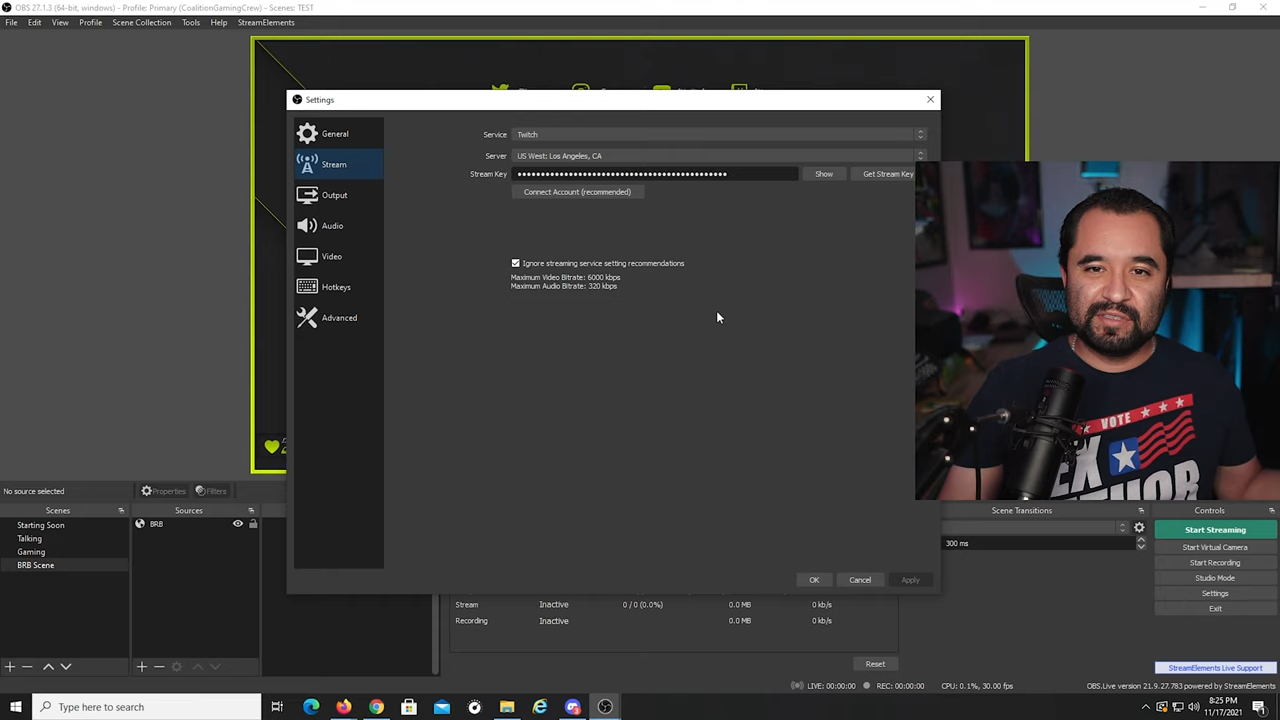 OBS 27.1.3 (64-bit, windows) - Profile: Primary (CoalitionGamingCrew) - Scenes: TEST
File Edit View Profile Scene Collection Tools Help StreamElements
Settings
General
Stream
Output
Audio
Video
Hotkeys
Advanced
Service Twitch
Server US West: Los Angeles, CA
Stream Key Show Get Stream Key
Connect Account (recommended)
Ignore streaming service setting recommendations
Maximum Video Bitrate: 6000 kbps
Maximum Audio Bitrate: 320 kbps
OK Cancel Apply
VOTE
No source selected Properties Filters
Scenes
Starting Soon
Talking
Gaming
BRB Scene
Sources
BRB
Stream Inactive 0 / 0 (0.0%) 0.0 MB 0 kb/s
Recording Inactive 0.0 MB 0 kb/s
Reset
Scene Transitions
300 ms
Controls
Start Streaming
Start Virtual Camera
Start Recording
Studio Mode
Settings
Exit
StreamElements Live Support
LIVE: 00:00:00 REC: 00:00:00 CPU: 0.1%, 30.00 fps OBS.Live version 21.9.27.783 powered by StreamElements
Type here to search
8:25 PM
11/17/2021